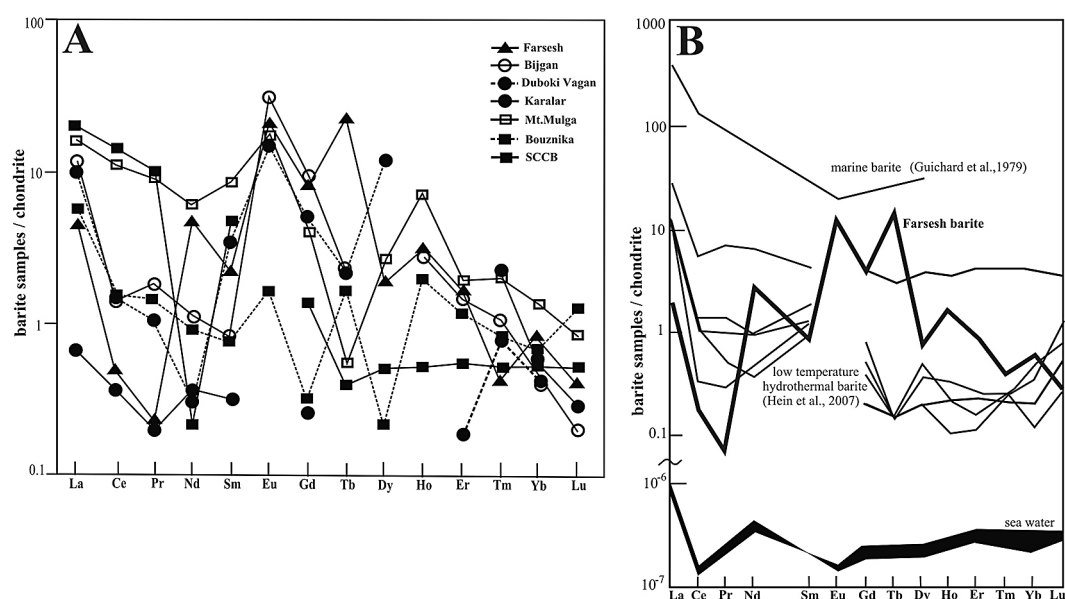 A
barite samples / chondrite
100
10
1
0.1
Farsesh
Bijgan
Duboki Vagan
Karalar
Mt.Mulga
Bouznika
SCCB
La Ce Pr Nd Sm Eu Gd Tb Dy Ho Er Tm Yb Lu
B
barite samples / chondrite
1000
100
10
1
0.1
10-6
10-7
marine barite (Guichard et al.,1979)
Farsesh barite
low temperature
hydrothermal barite
(Hein et al., 2007)
sea water
La Ce Pr Nd Sm Eu Gd Tb Dy Ho Er Tm Yb Lu